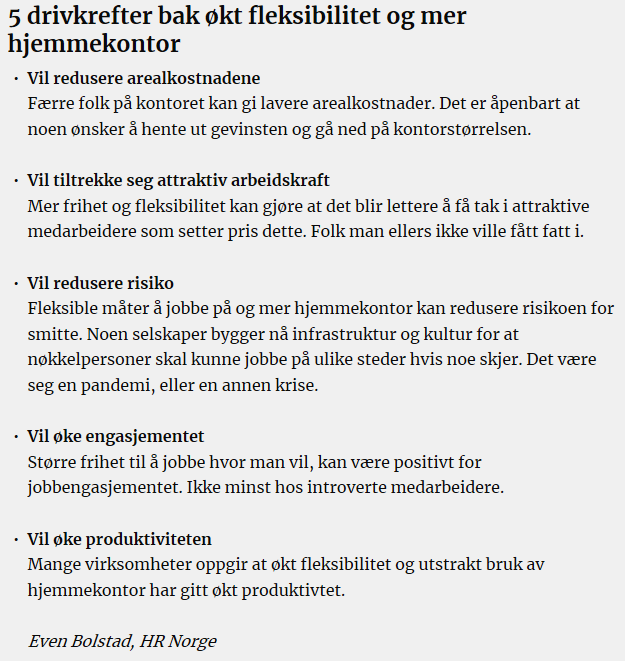 5 drivkrefter bak økt fleksibilitet og mer
hjemmekontor
• Vil redusere arealkostnadene
Færre folk på kontoret kan gi lavere arealkostnader. Det er åpenbart at
noen ønsker å hente ut gevinsten og gå ned på kontorstørrelsen.
• Vil tiltrekke seg attraktiv arbeidskraft
Mer frihet og fleksibilitet kan gjøre at det blir lettere å få tak i attraktive
medarbeidere som setter pris dette. Folk man ellers ikke ville fått fatt i.
• Vil redusere risiko
Fleksible måter å jobbe på og mer hjemmekontor kan redusere risikoen for
smitte. Noen selskaper bygger nå infrastruktur og kultur for at
nøkkelpersoner skal kunne jobbe på ulike steder hvis noe skjer. Det være
seg en pandemi, eller en annen krise.
• Vil øke engasjementet
Større frihet til å jobbe hvor man vil, kan være positivt for
jobbengasjementet. Ikke minst hos introverte medarbeidere.
• Vil øke produktiviteten
Mange virksomheter oppgir at økt fleksibilitet og utstrakt bruk av
hjemmekontor har gitt økt produktivtet.
Even Bolstad, HR Norge